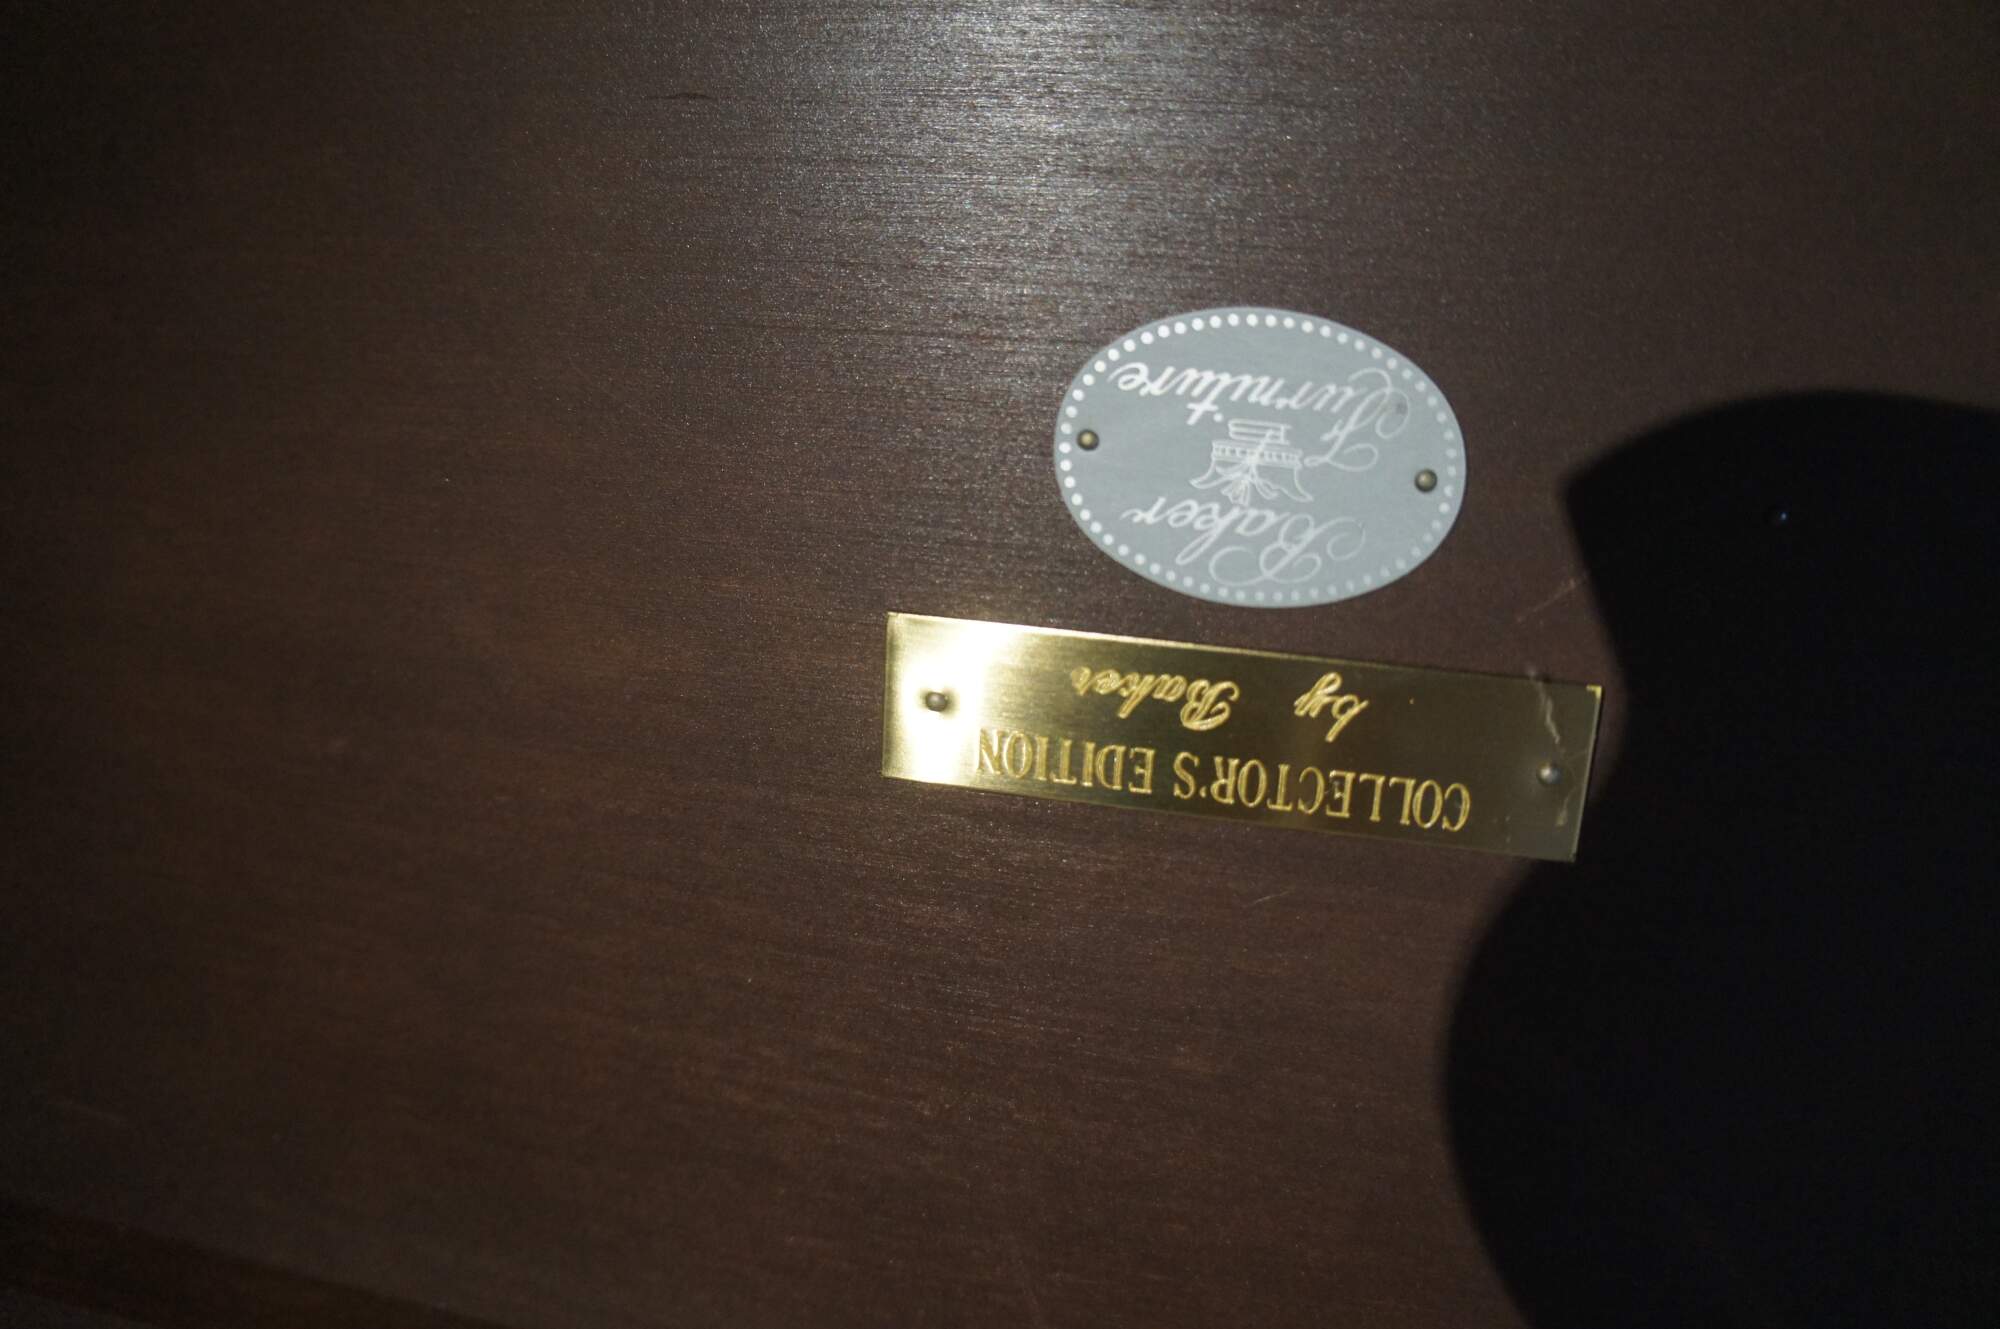 COLLECTOR'S EDITION
by Baker
Baker
Furniture